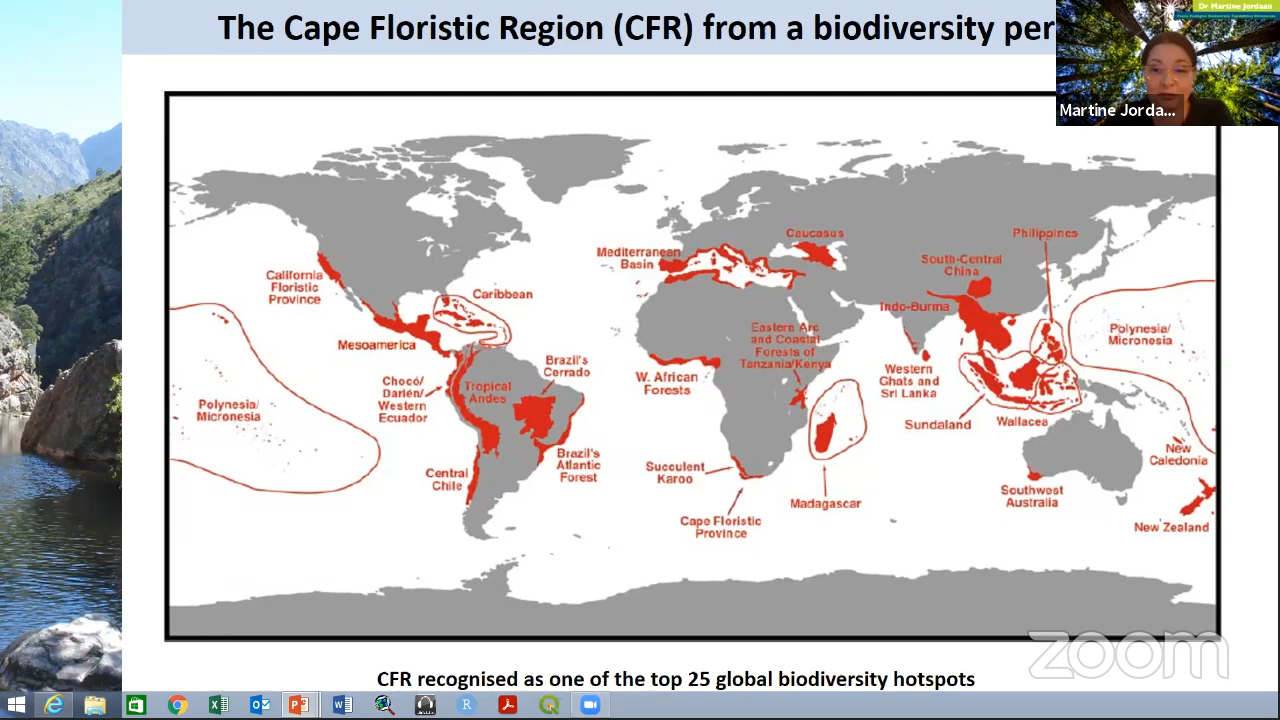 The Cape Floristic Region (CFR) from a biodiversity per
Dr Martine Jordaan
Martine Jorda...
Caucasus
Philippines
Mediterranean
Basin
South-Central
China
California
Floristic
Province
Caribbean
Indo-Burma
Polynesia/
Micronesia
Mesoamerica
Eastern Arc
and Coastal
Forests of
Tanzania/Kenya
Brazil's
Cerrado
W. African
Forests
Western
Ghats and
Sri Lanka
Chocó/
Darién/
Western
Ecuador
Tropical
Andes
Polynesia/
Micronesia
Sundaland
Wallacea
New
Caledonia
Brazil's
Atlantic
Forest
Central
Chile
Succulent
Karoo
Madagascar
Southwest
Australia
New Zealand
Cape Floristic
Province
zoom
CFR recognised as one of the top 25 global biodiversity hotspots